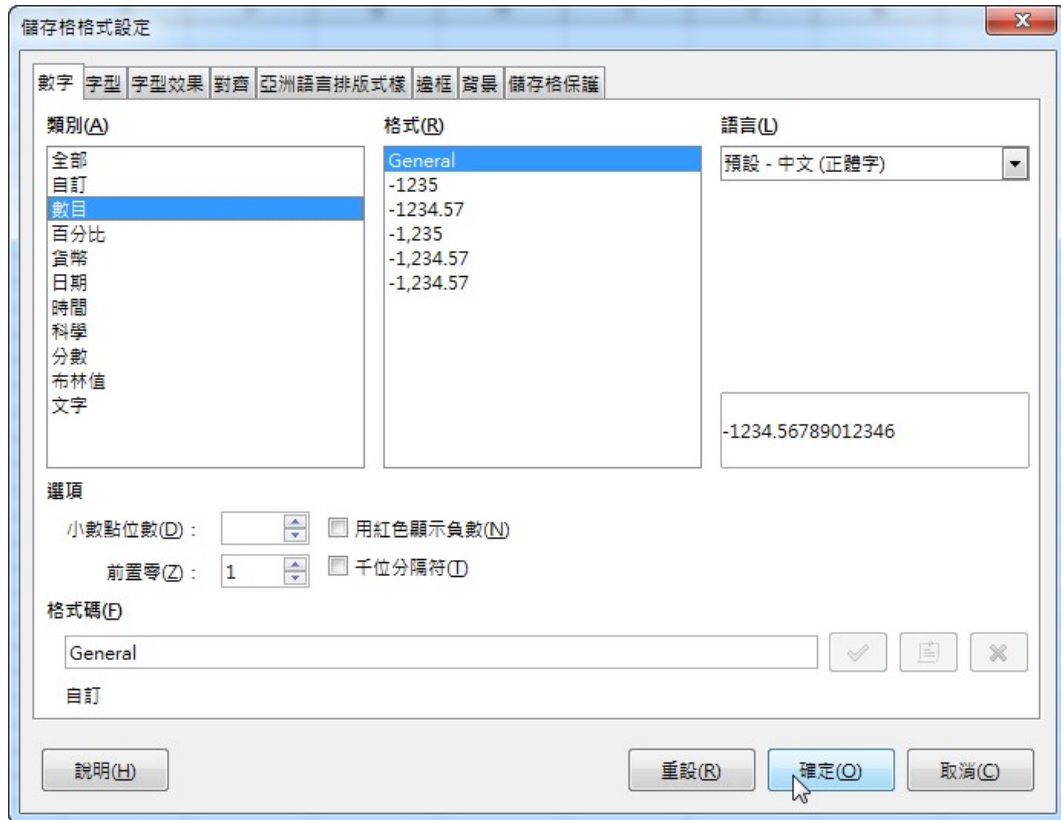 儲存格格式設定
數字 字型 字型效果 對齊 亞洲語言排版式樣 邊框 背景 儲存格保護
類別(A)
全部
自訂
數目
百分比
貨幣
日期
時間
科學
分數
布林值
文字
格式(R)
General
-1235
-1234.57
-1,235
-1,234.57
-1,234.57
語言(L)
預設 - 中文 (正體字)
-1234.56789012346
選項
小數點位數(D)：
用紅色顯示負數(N)
前置零(Z)： 1
千位分隔符(T)
格式碼(F)
General
自訂
說明(H) 重設(R) 確定(O) 取消(C)